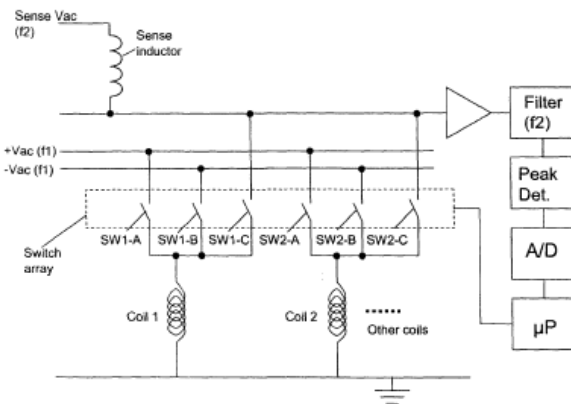 Sense Vac
(f2)
Sense
inductor
Filter
(f2)
+Vac (f1)
-Vac (f1)
Peak
Det.
SW1-A
SW1-B
SW1-C
SW2-A
SW2-B
SW2-C
Switch
array
A/D
Coil 1
Coil 2
Other coils
µP